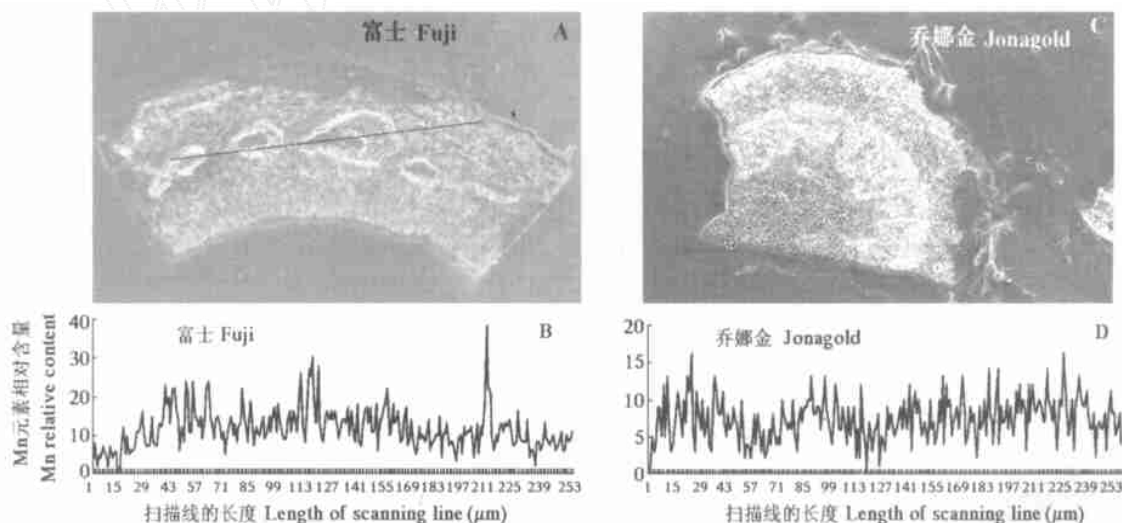 富士 Fuji
A
乔娜金 Jonagold
C
Mn元素相对含量
Mn relative content
富士 Fuji
B
40
30
20
10
0
1 15 29 43 57 71 85 99 113 127 141 155 169 183 197 211 225 239 253
扫描线的长度 Length of scanning line (μm)
乔娜金 Jonagold
D
20
15
10
5
0
1 15 29 43 57 71 85 99 113 127 141 155 169 183 197 211 225 239 253
扫描线的长度 Length of scanning line (μm)